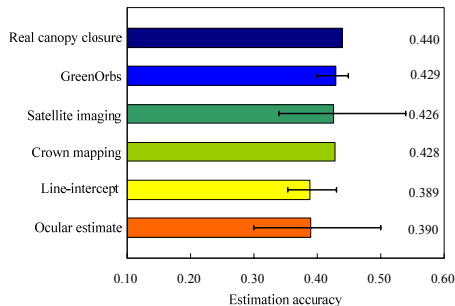 Real canopy closure 0.440
GreenOrbs 0.429
Satellite imaging 0.426
Crown mapping 0.428
Line-intercept 0.389
Ocular estimate 0.390
0.10 0.20 0.30 0.40 0.50 0.60
Estimation accuracy